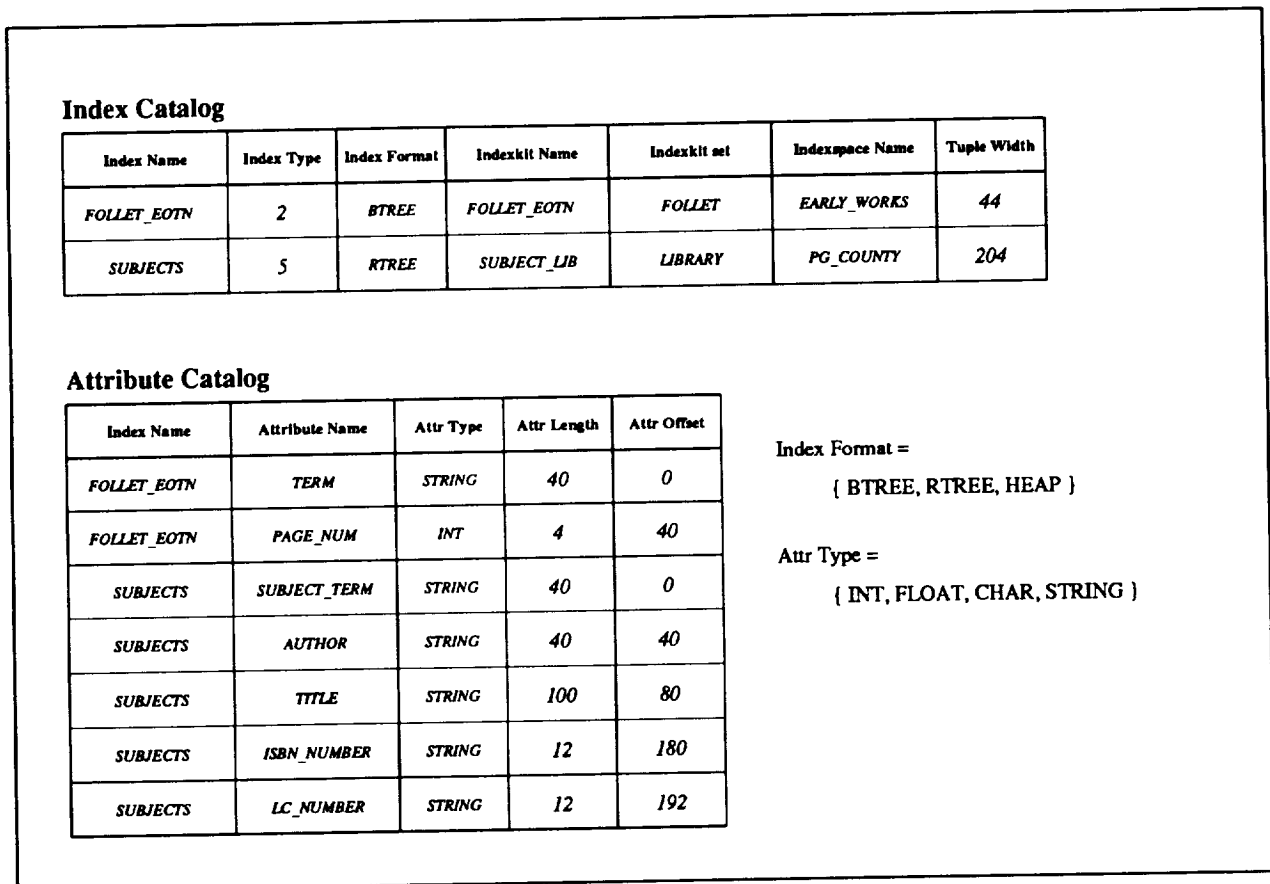 Index Catalog
Index Name Index Type Index Format Indexkit Name Indexkit set Indexspace Name Tuple Width
FOLLET_EOTN 2 BTREE FOLLET_EOTN FOLLET EARLY_WORKS 44
SUBJECTS 5 RTREE SUBJECT_LIB LIBRARY PG_COUNTY 204
Attribute Catalog
Index Name Attribute Name Attr Type Attr Length Attr Offset
FOLLET_EOTN TERM STRING 40 0
FOLLET_EOTN PAGE_NUM INT 4 40
SUBJECTS SUBJECT_TERM STRING 40 0
SUBJECTS AUTHOR STRING 40 40
SUBJECTS TITLE STRING 100 80
SUBJECTS ISBN_NUMBER STRING 12 180
SUBJECTS LC_NUMBER STRING 12 192
Index Format =
{ BTREE, RTREE, HEAP }
Attr Type =
{ INT, FLOAT, CHAR, STRING }